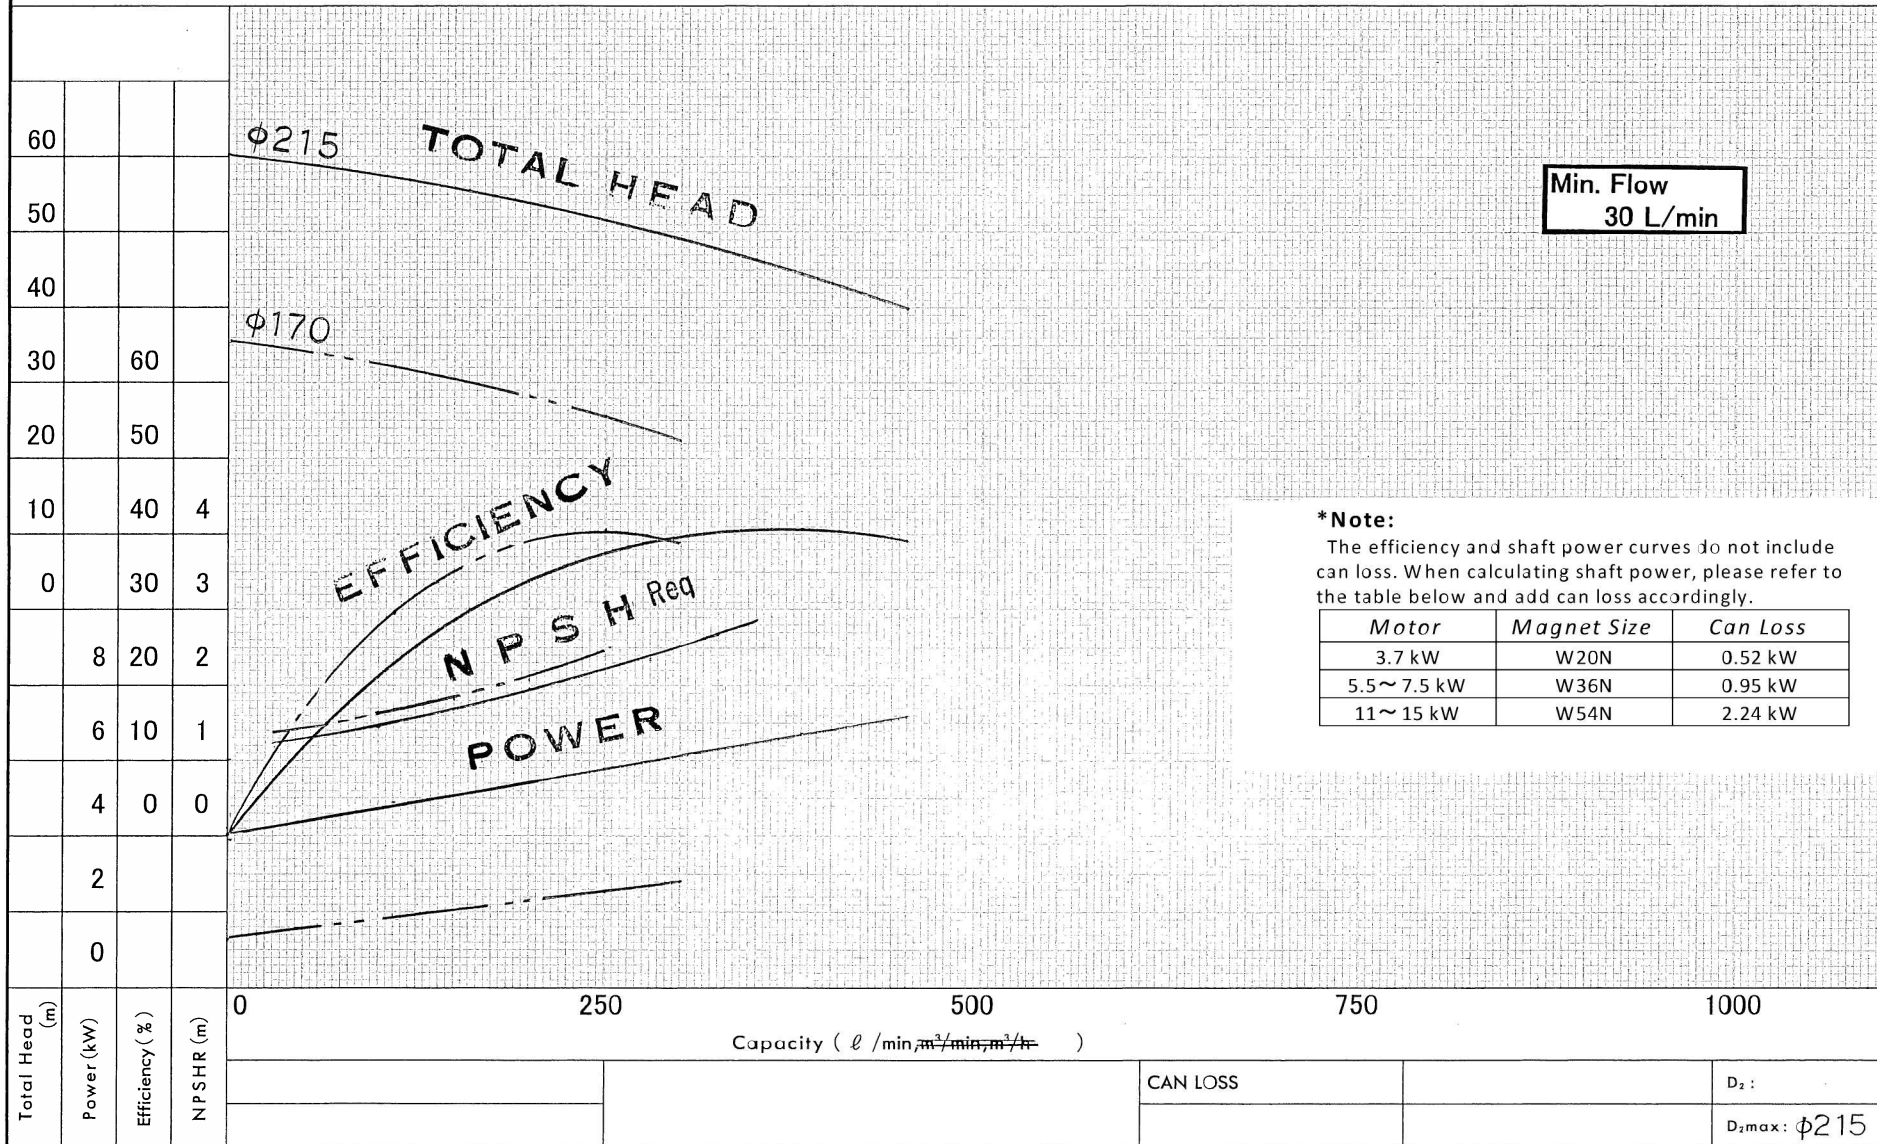 60
50
40
30 60
20 50
10 40 4
0 30 3
8 20 2
6 10 1
4 0 0
2
0
Total Head (m)
Power (kW)
Efficiency (%)
NPSHR (m)
ϕ215
TOTAL HEAD
ϕ170
EFFICIENCY
NPSH Req
POWER
Min. Flow
30 L/min
*Note:
The efficiency and shaft power curves do not include
can loss. When calculating shaft power, please refer to
the table below and add can loss accordingly.
Motor Magnet Size Can Loss
3.7 kW W20N 0.52 kW
5.5～7.5 kW W36N 0.95 kW
11～15 kW W54N 2.24 kW
0 250 500 750 1000
Capacity ( ℓ /min, m³/min, m³/h )
CAN LOSS
D₂ :
D₂max: ϕ215